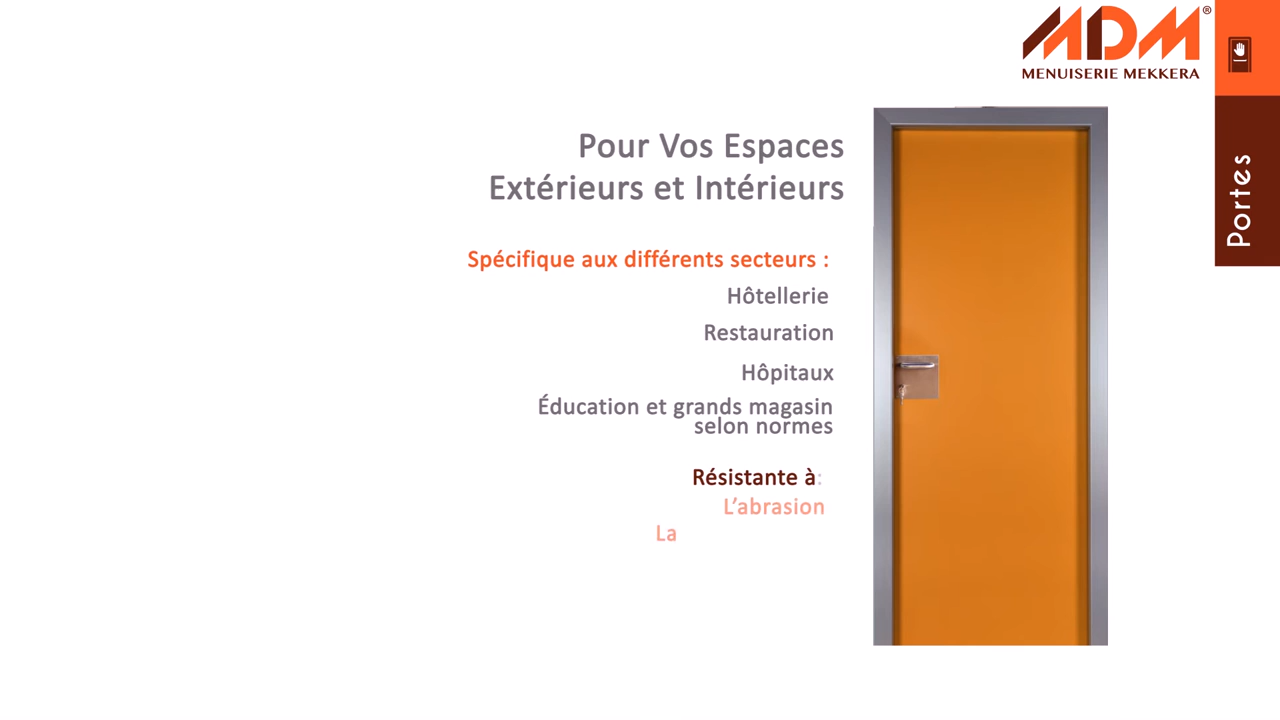 MDM®
MENUISERIE MEKKERA
Portes
Pour Vos Espaces
Extérieurs et Intérieurs
Spécifique aux différents secteurs :
Hôtellerie
Restauration
Hôpitaux
Éducation et grands magasin
selon normes
Résistante à:
L’abrasion
La